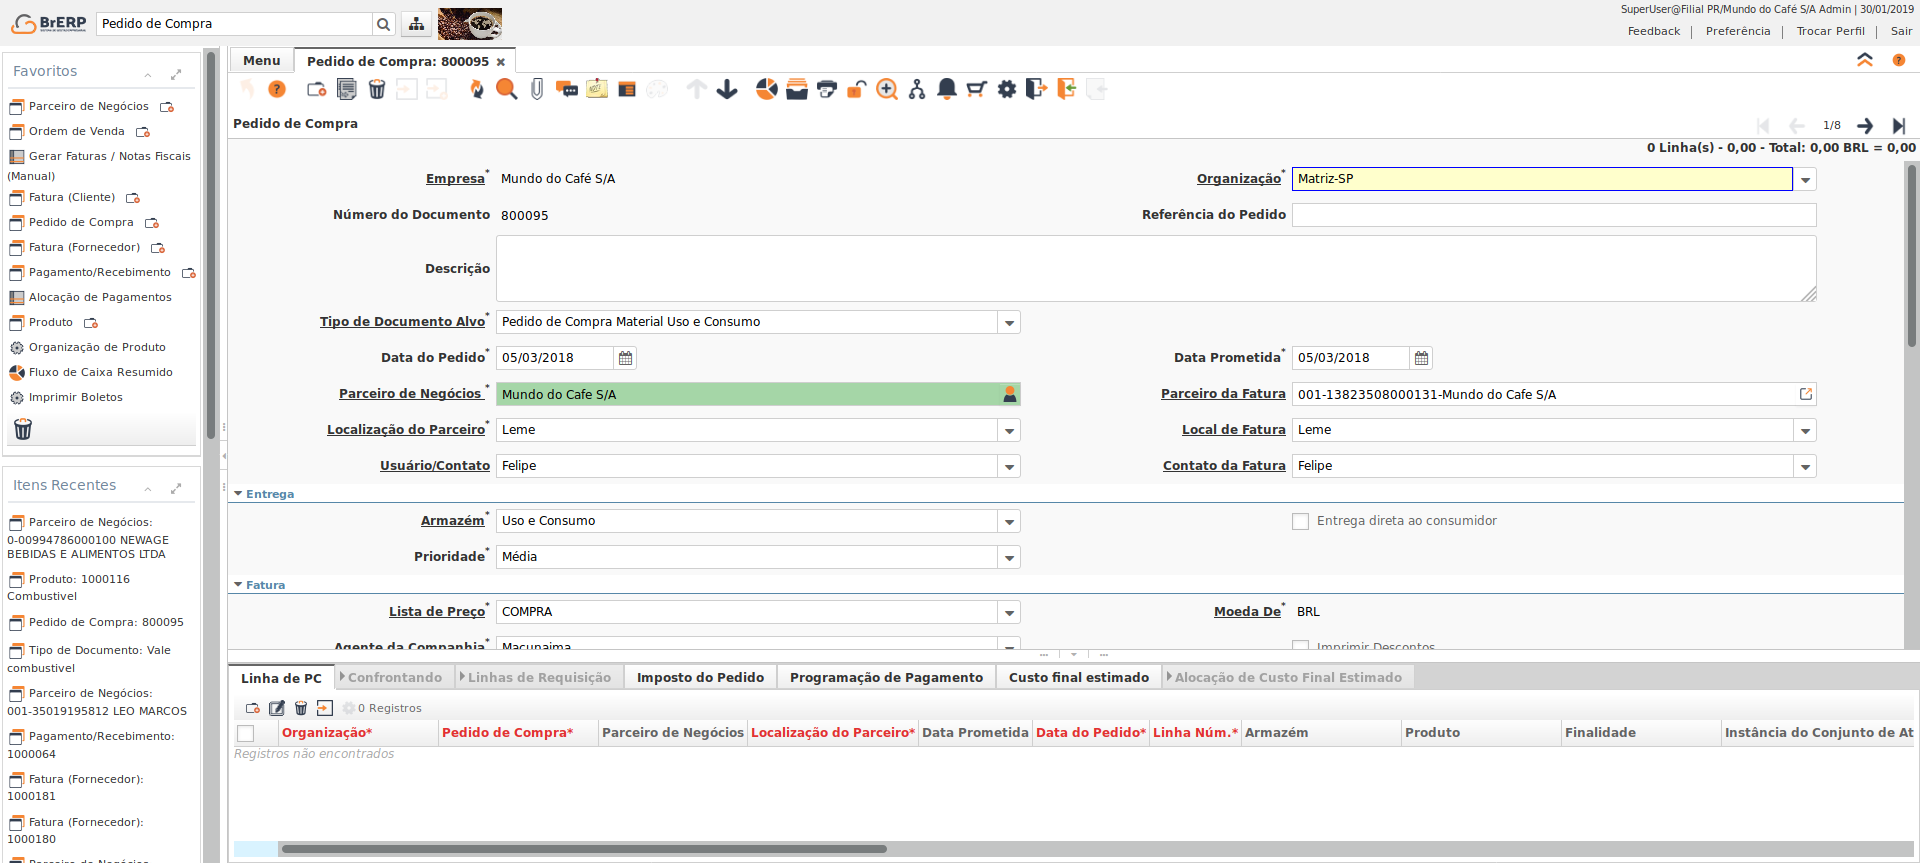 BrERP
Pedido de Compra
SuperUser@Filial PR/Mundo do Café S/A Admin | 30/01/2019
Feedback | Preferência | Trocar Perfil | Sair
Favoritos
Parceiro de Negócios
Ordem de Venda
Gerar Faturas / Notas Fiscais
(Manual)
Fatura (Cliente)
Pedido de Compra
Fatura (Fornecedor)
Pagamento/Recebimento
Alocação de Pagamentos
Produto
Organização de Produto
Fluxo de Caixa Resumido
Imprimir Boletos
Itens Recentes
Parceiro de Negócios:
0-00994786000100 NEWAGE
BEBIDAS E ALIMENTOS LTDA
Produto: 1000116
Combustivel
Pedido de Compra: 800095
Tipo de Documento: Vale
combustivel
Parceiro de Negócios:
001-35019195812 LEO MARCOS
Pagamento/Recebimento:
1000064
Fatura (Fornecedor):
1000181
Fatura (Fornecedor):
1000180
Parceiro de Negócios
Menu
Pedido de Compra: 800095
Pedido de Compra
1/8
0 Linha(s) - 0,00 - Total: 0,00 BRL = 0,00
Empresa* Mundo do Café S/A Organização* Matriz-SP
Número do Documento 800095 Referência do Pedido
Descrição
Tipo de Documento Alvo* Pedido de Compra Material Uso e Consumo
Data do Pedido* 05/03/2018 Data Prometida* 05/03/2018
Parceiro de Negócios* Mundo do Cafe S/A Parceiro da Fatura 001-13823508000131-Mundo do Cafe S/A
Localização do Parceiro* Leme Local de Fatura Leme
Usuário/Contato Felipe Contato da Fatura Felipe
Entrega
Armazém* Uso e Consumo Entrega direta ao consumidor
Prioridade* Média
Fatura
Lista de Preço* COMPRA Moeda De* BRL
Agente da Companhia* Macunaima Imprimir Descontos
Linha de PC Confrontando Linhas de Requisição Imposto do Pedido Programação de Pagamento Custo final estimado Alocação de Custo Final Estimado
0 Registros
Organização* Pedido de Compra* Parceiro de Negócios Localização do Parceiro* Data Prometida Data do Pedido* Linha Núm.* Armazém Produto Finalidade Instância do Conjunto de At
Registros não encontrados